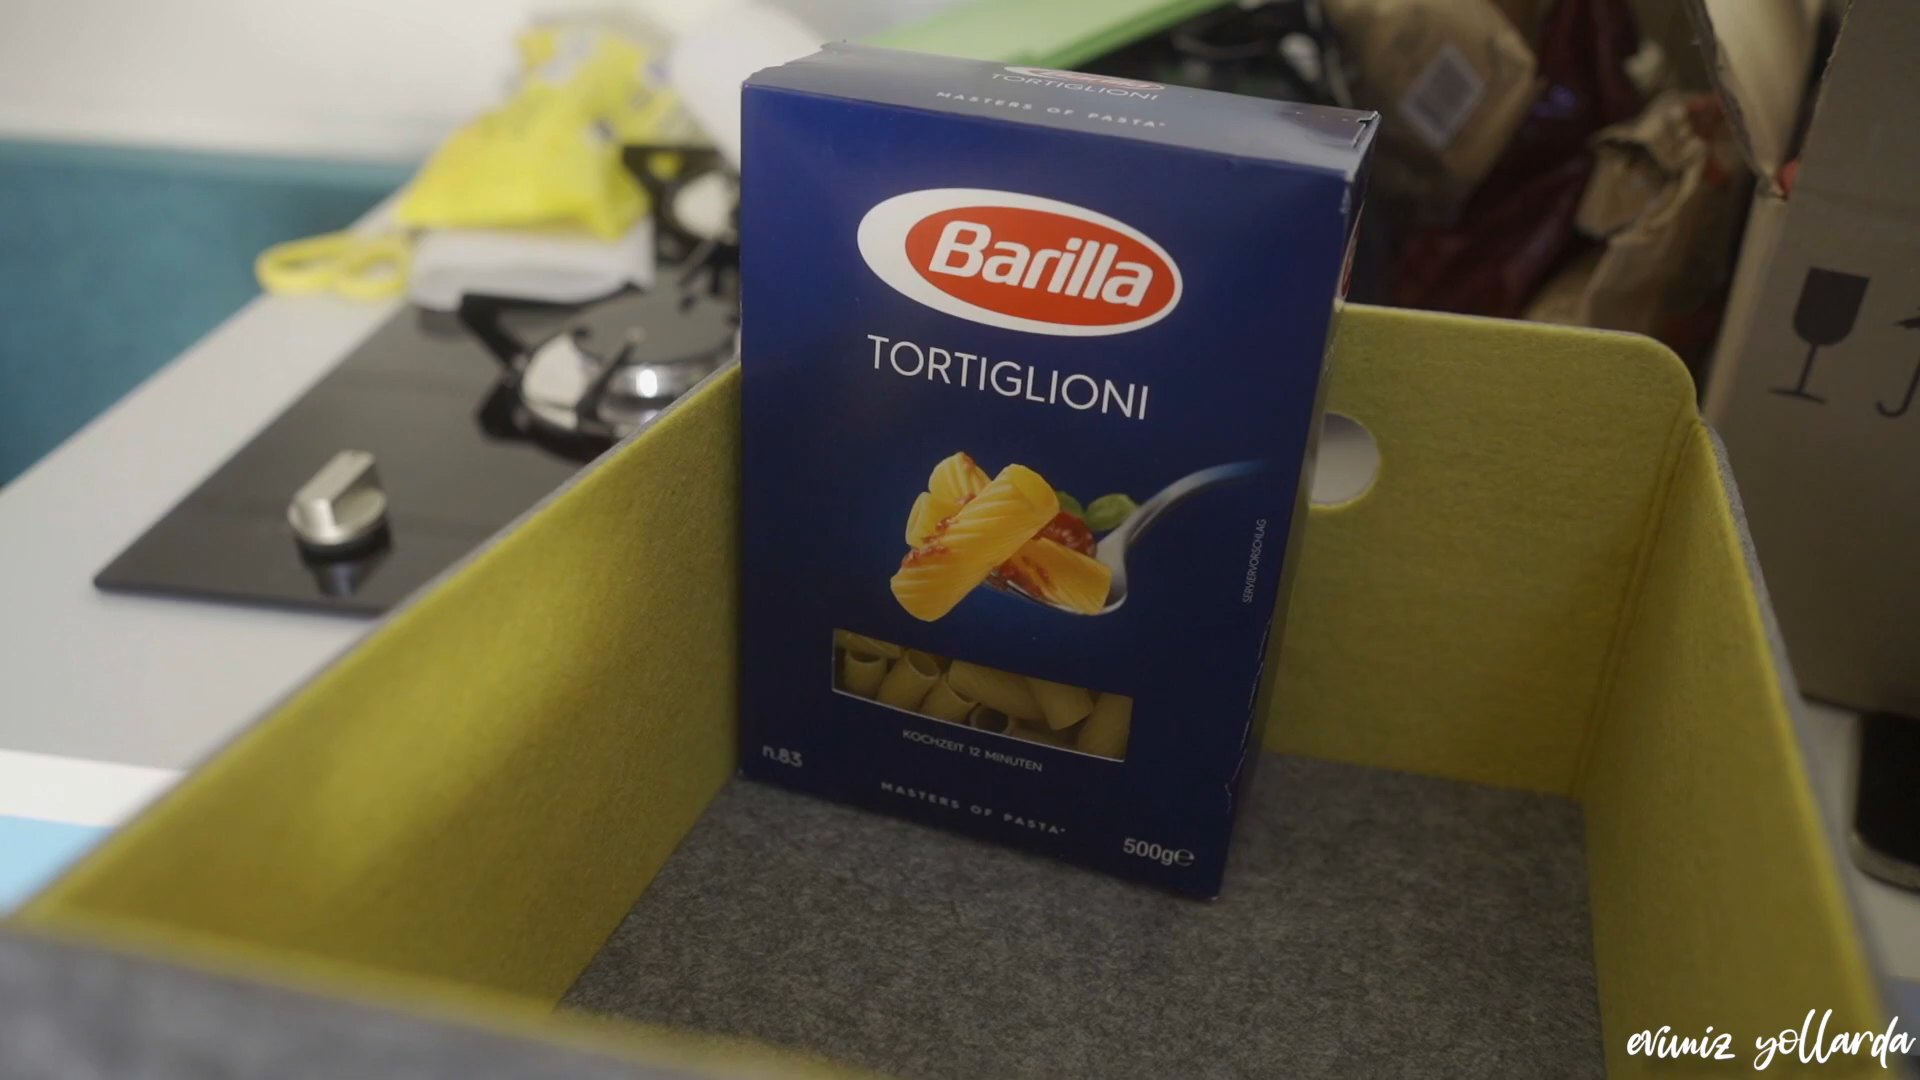 TORTIGLIONI
MASTERS OF PASTA*
Barilla
TORTIGLIONI
SERVIERVORSCHLAG
KOCHZEIT 12 MINUTEN
n.83
MASTERS OF PASTA*
500g℮
evimiz yollarda